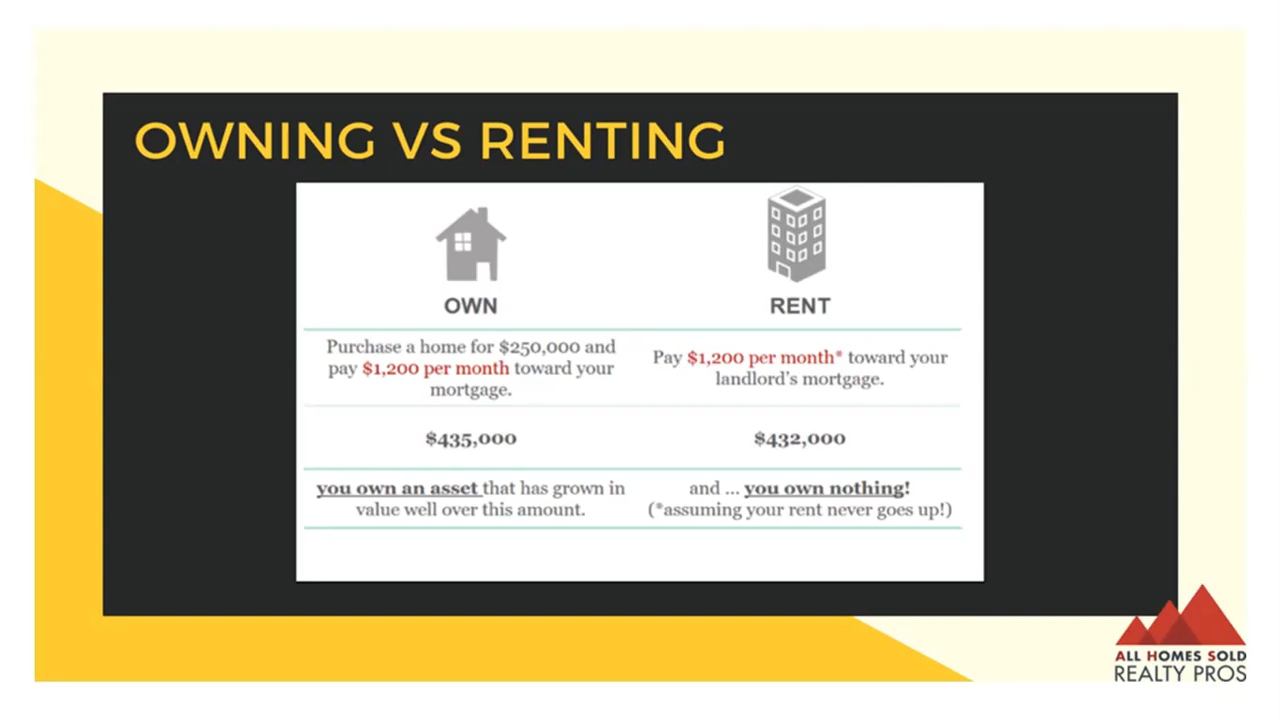 OWNING VS RENTING
OWN
Purchase a home for $250,000 and
pay $1,200 per month toward your
mortgage.
$435,000
you own an asset that has grown in
value well over this amount.
RENT
Pay $1,200 per month* toward your
landlord's mortgage.
$432,000
and ... you own nothing!
(*assuming your rent never goes up!)
ALL HOMES SOLD
REALTY PROS